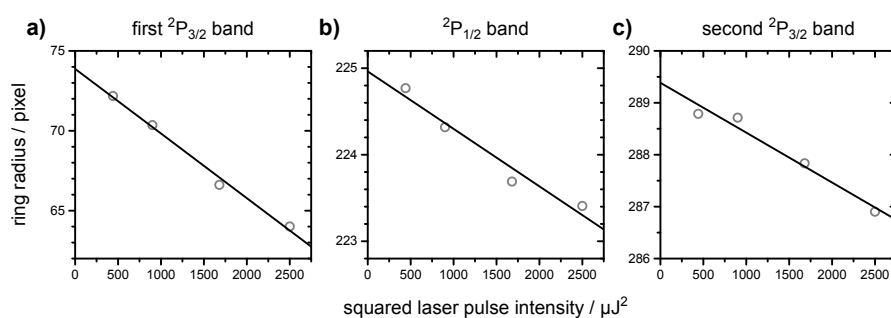 a) first ²P₃/₂ band
b) ²P₁/₂ band
c) second ²P₃/₂ band
ring radius / pixel
75
70
65
0 500 1000 1500 2000 2500
225
224
223
0 500 1000 1500 2000 2500
290
289
288
287
286
0 500 1000 1500 2000 2500
squared laser pulse intensity / µJ²